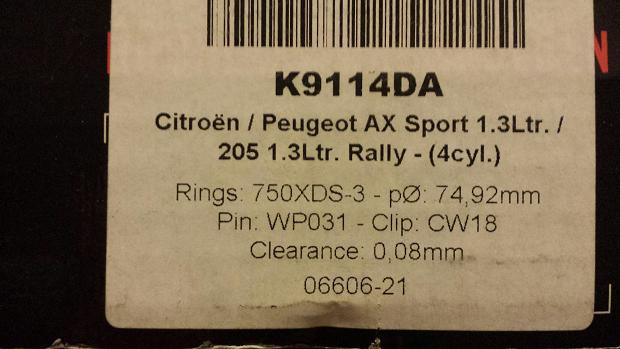 K9114DA
Citroën / Peugeot AX Sport 1.3Ltr. /
205 1.3Ltr. Rally - (4cyl.)
Rings: 750XDS-3 - pØ: 74,92mm
Pin: WP031 - Clip: CW18
Clearance: 0,08mm
06606-21